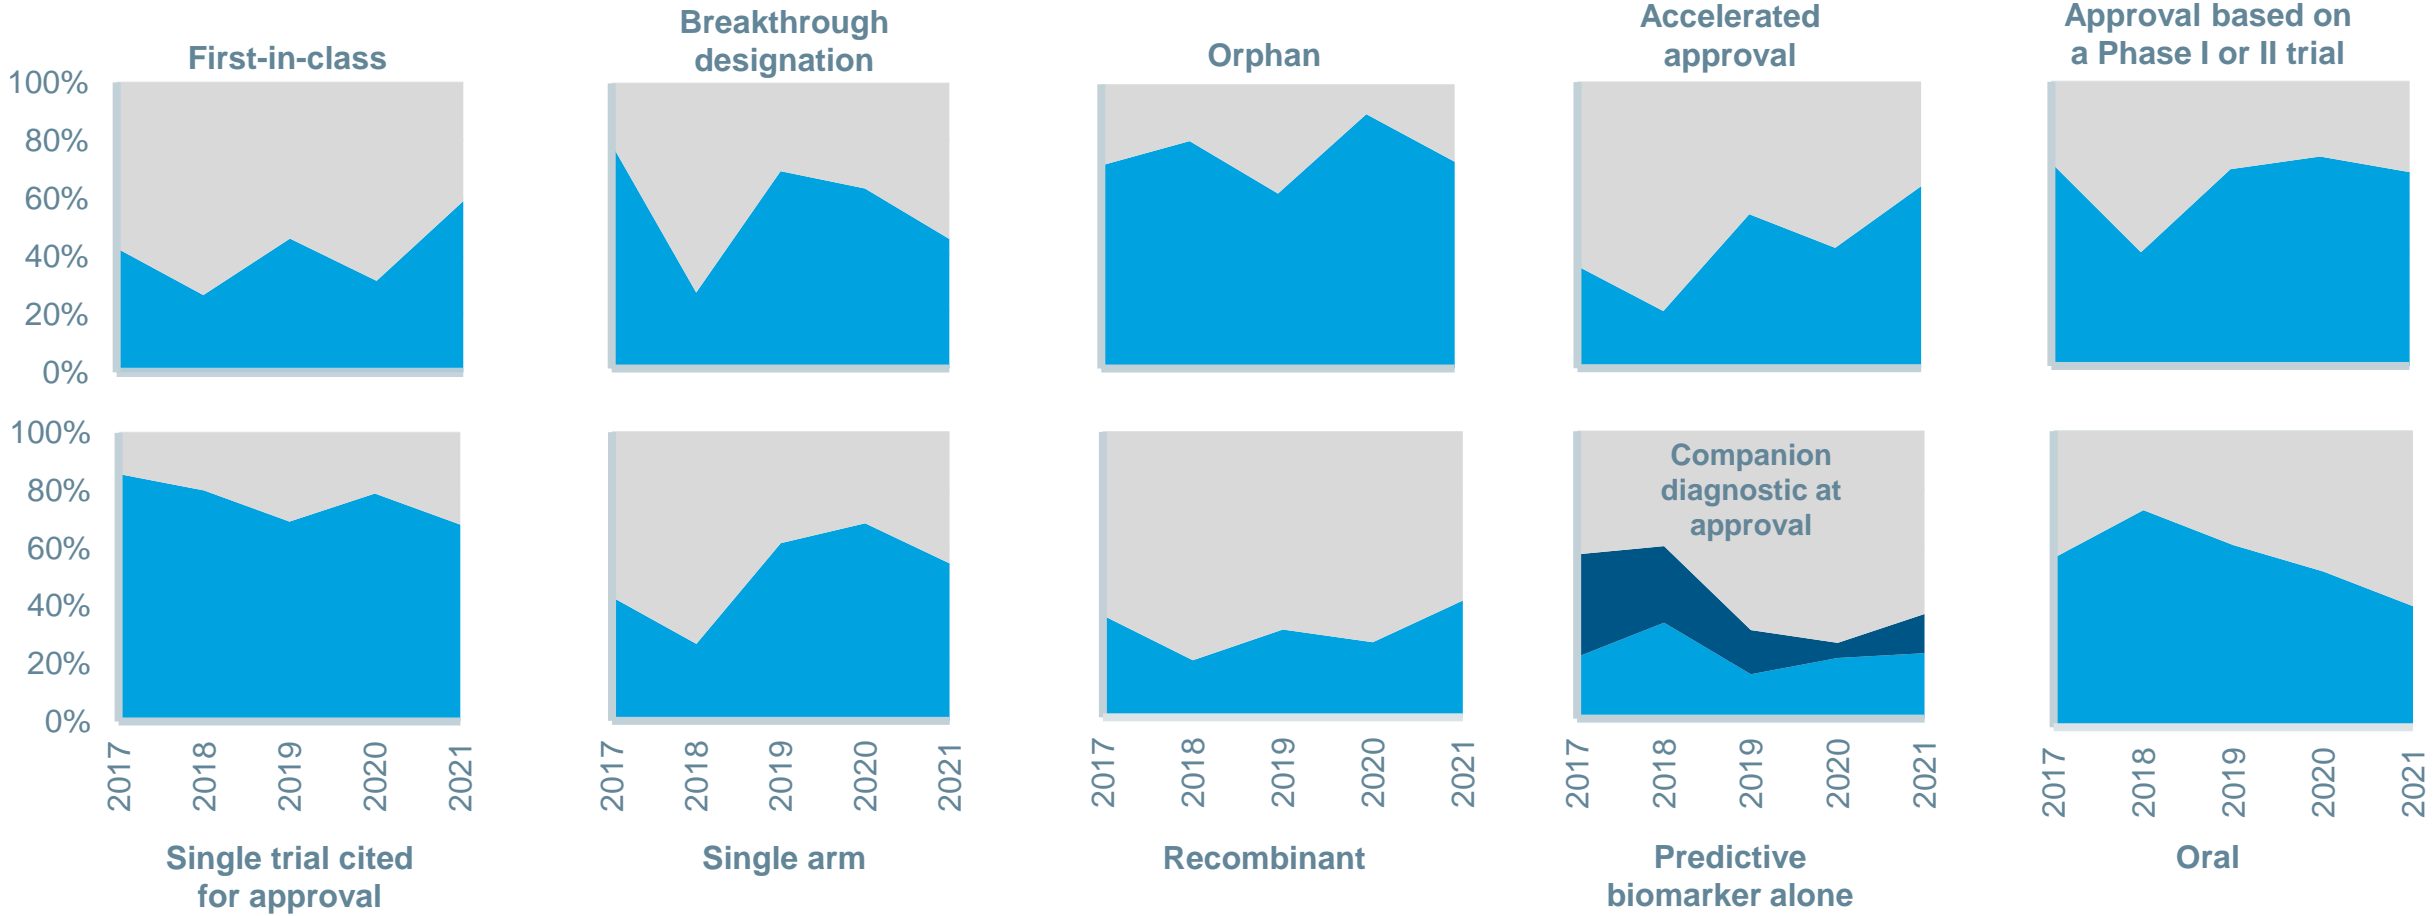 First-in-class
Breakthrough
designation
Orphan
Accelerated
approval
Approval based on
a Phase I or II trial
100%
80%
60%
40%
20%
0%
100%
80%
60%
40%
20%
0%
Companion
diagnostic at
approval
2017
2018
2019
2020
2021
2017
2018
2019
2020
2021
2017
2018
2019
2020
2021
2017
2018
2019
2020
2021
2017
2018
2019
2020
2021
Single trial cited
for approval
Single arm
Recombinant
Predictive
biomarker alone
Oral